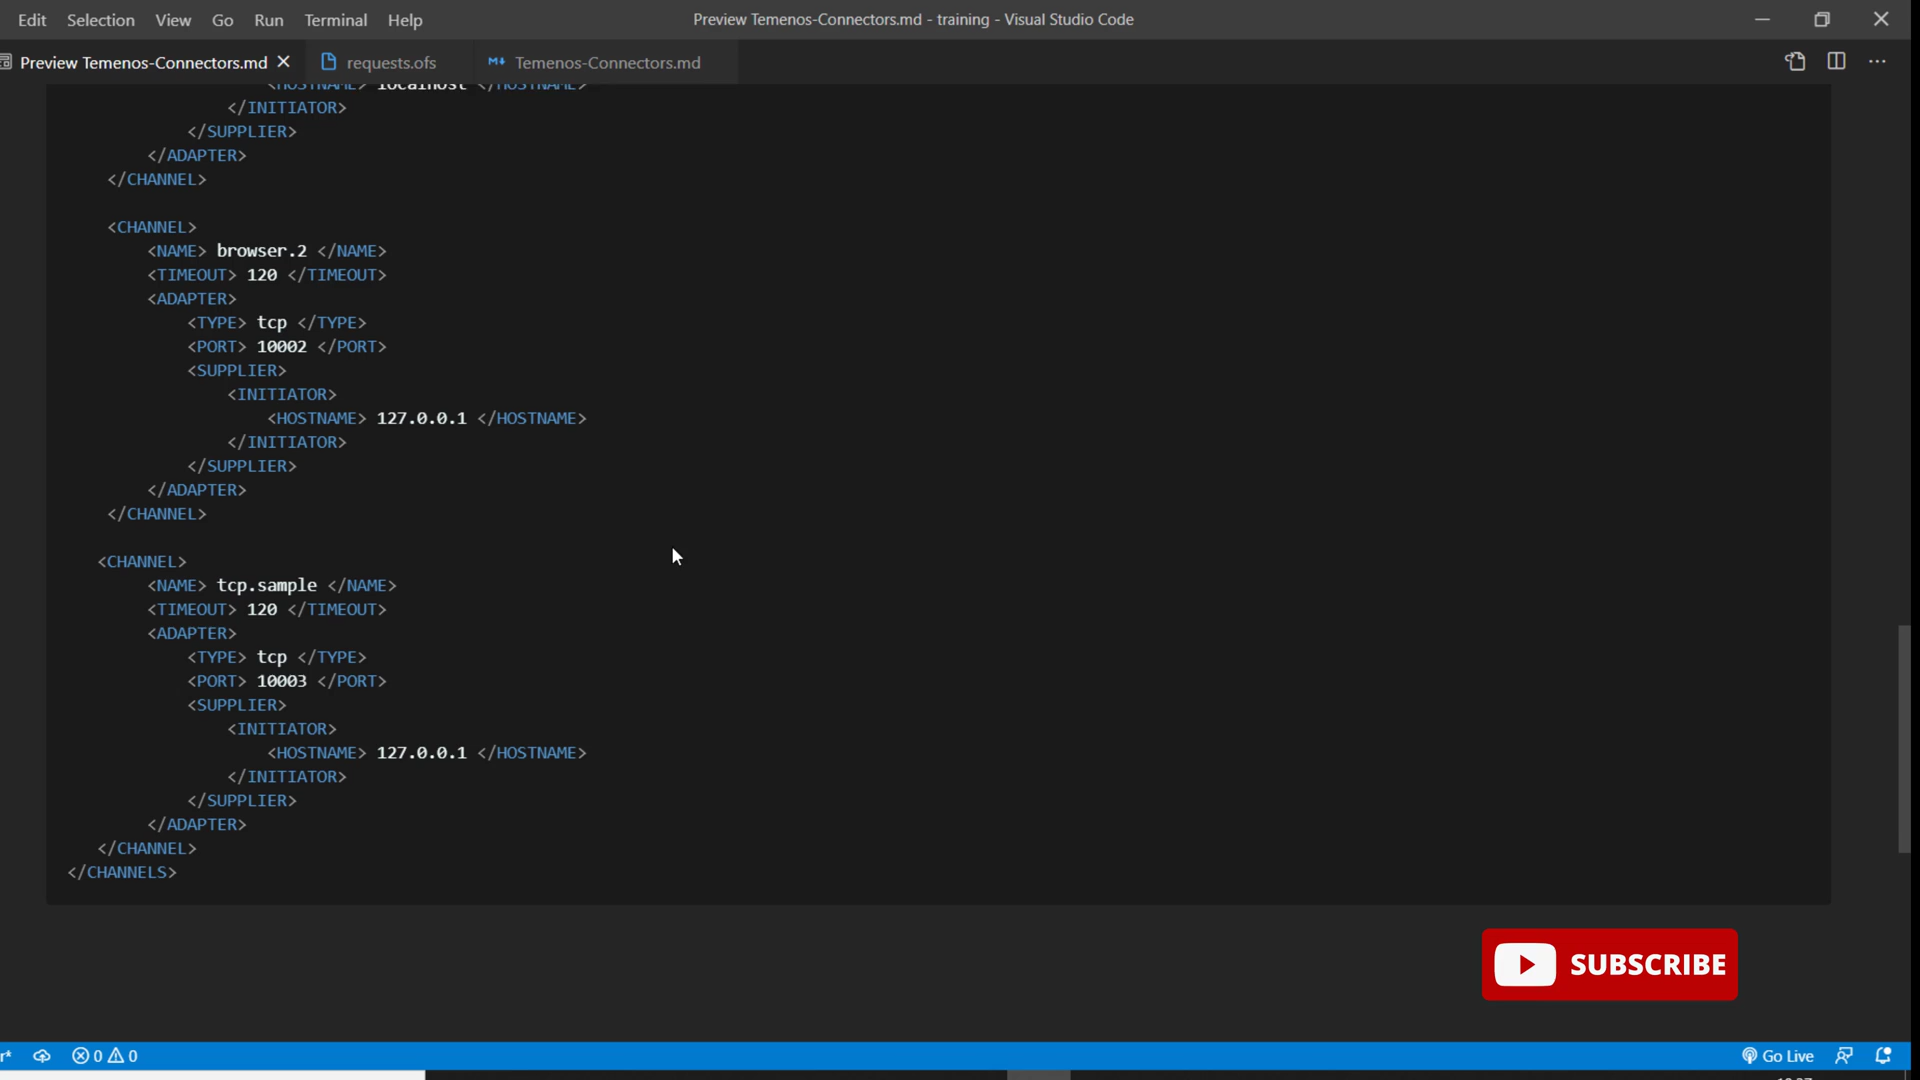 Edit Selection View Go Run Terminal Help Preview Temenos-Connectors.md - training - Visual Studio Code
Preview Temenos-Connectors.md requests.ofs Temenos-Connectors.md
<HOSTNAME> localhost </HOSTNAME>
</INITIATOR>
</SUPPLIER>
</ADAPTER>
</CHANNEL>
<CHANNEL>
<NAME> browser.2 </NAME>
<TIMEOUT> 120 </TIMEOUT>
<ADAPTER>
<TYPE> tcp </TYPE>
<PORT> 10002 </PORT>
<SUPPLIER>
<INITIATOR>
<HOSTNAME> 127.0.0.1 </HOSTNAME>
</INITIATOR>
</SUPPLIER>
</ADAPTER>
</CHANNEL>
<CHANNEL>
<NAME> tcp.sample </NAME>
<TIMEOUT> 120 </TIMEOUT>
<ADAPTER>
<TYPE> tcp </TYPE>
<PORT> 10003 </PORT>
<SUPPLIER>
<INITIATOR>
<HOSTNAME> 127.0.0.1 </HOSTNAME>
</INITIATOR>
</SUPPLIER>
</ADAPTER>
</CHANNEL>
</CHANNELS>
SUBSCRIBE
r* 0 0 Go Live